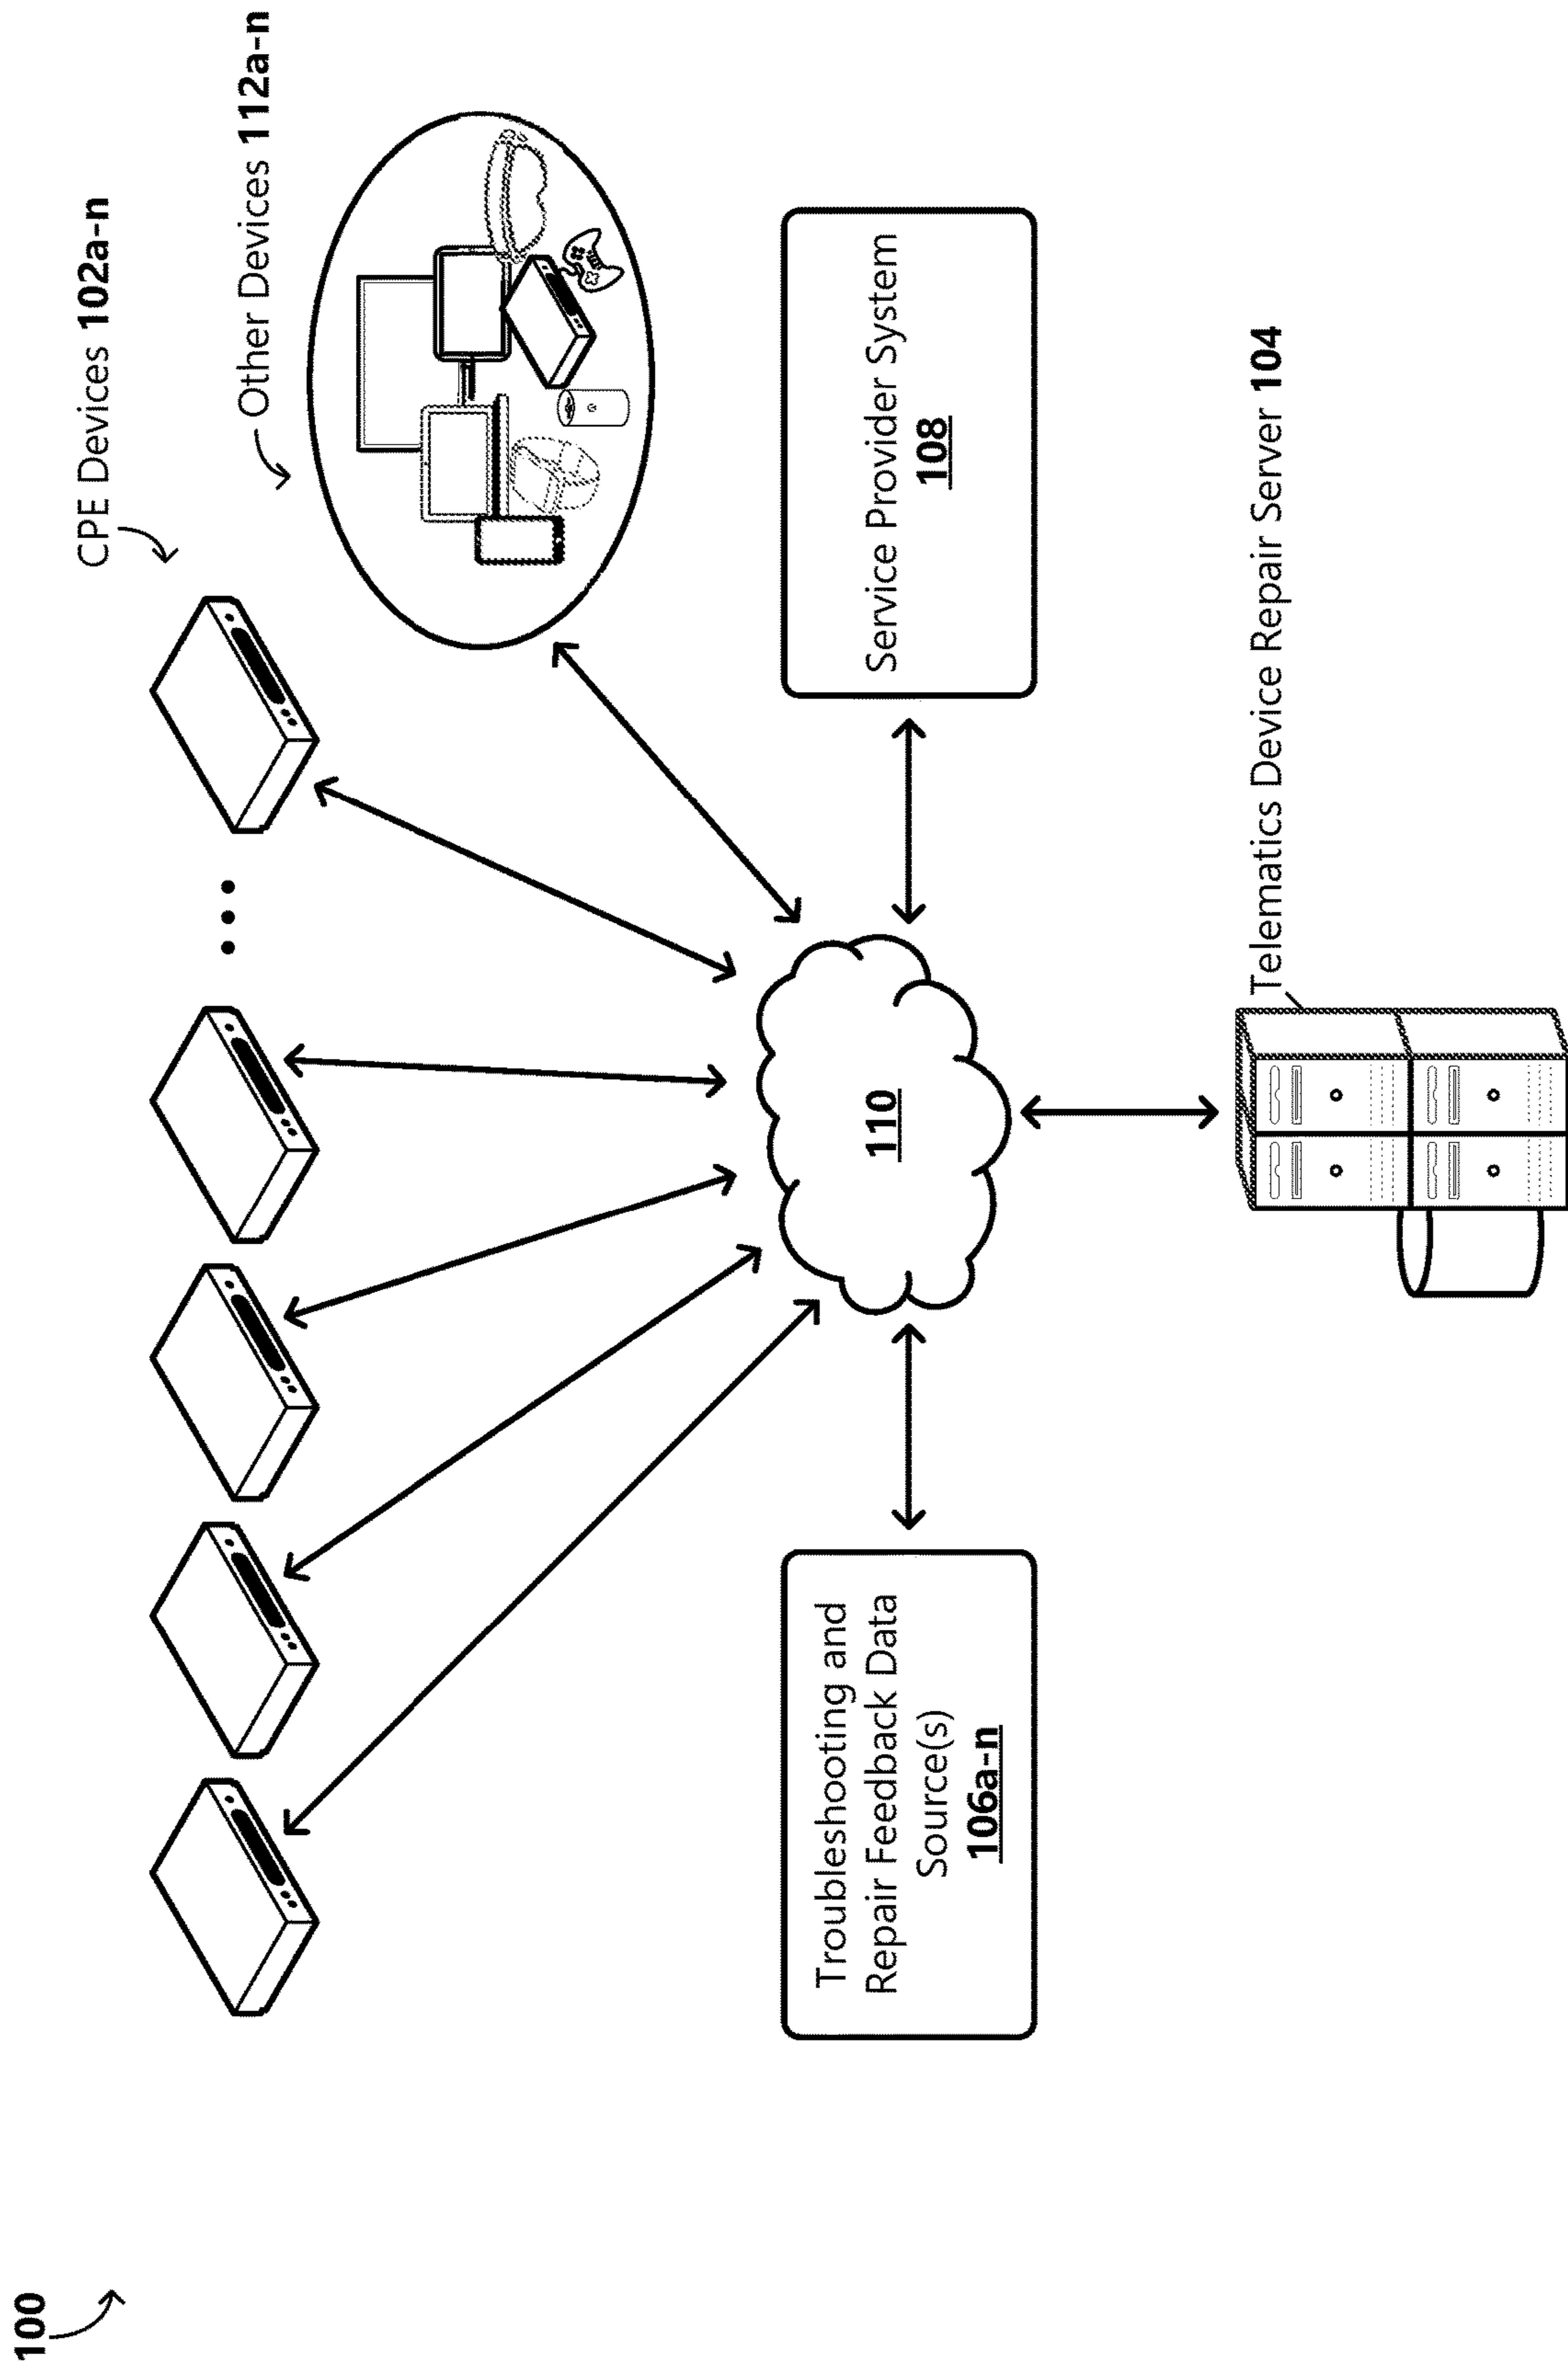 100
CPE Devices 102a-n
Other Devices 112a-n
110
Troubleshooting and
Repair Feedback Data
Source(s)
106a-n
Service Provider System
108
Telematics Device Repair Server 104